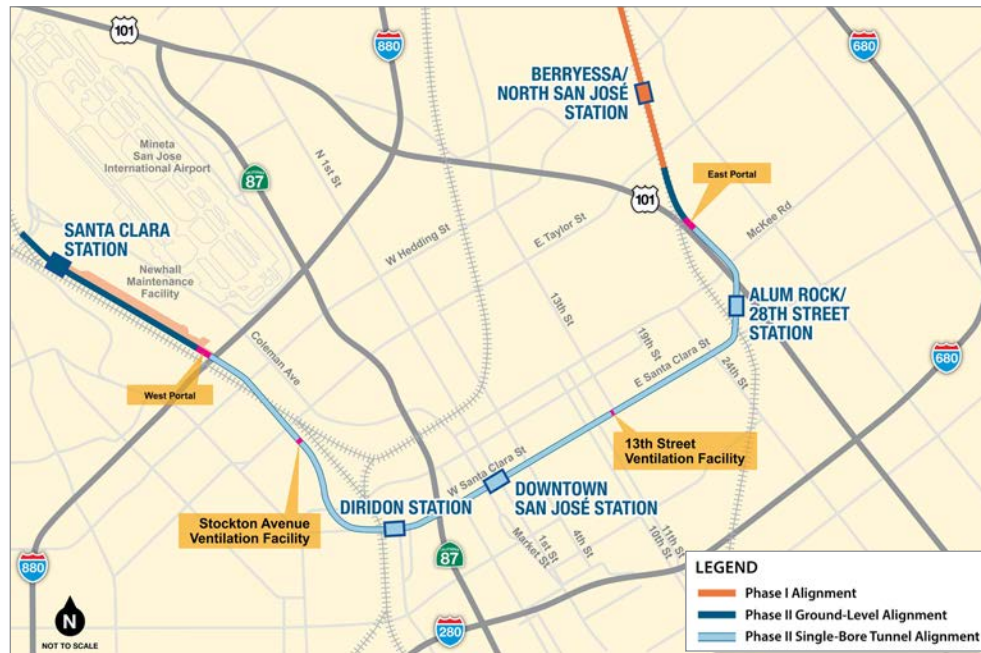 101
880
680
BERRYESSA/
NORTH SAN JOSÉ
STATION
Mineta
San Jose
International Airport
N 1st St
CALIFORNIA
87
East Portal
101
McKee Rd
W Hedding St
E Taylor St
SANTA CLARA
STATION
Newhall
Maintenance
Facility
13th St
19th St
ALUM ROCK/
28TH STREET
STATION
Coleman Ave
E Santa Clara St
24th St
680
West Portal
13th Street
Ventilation Facility
W Santa Clara St
DIRIDON STATION
DOWNTOWN
SAN JOSÉ STATION
Stockton Avenue
Ventilation Facility
1st St
Market St
4th St
11th St
10th St
CALIFORNIA
87
880
280
N
NOT TO SCALE
LEGEND
Phase I Alignment
Phase II Ground-Level Alignment
Phase II Single-Bore Tunnel Alignment